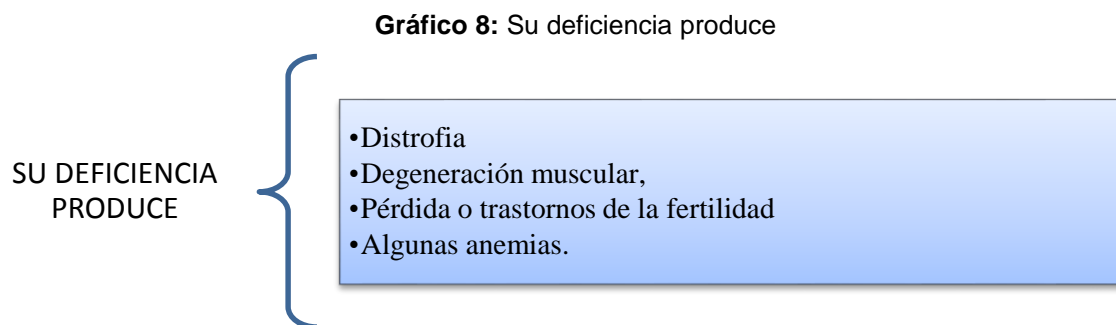 Gráfico 8: Su deficiencia produce
SU DEFICIENCIA
PRODUCE
•Distrofia
•Degeneración muscular,
•Pérdida o trastornos de la fertilidad
•Algunas anemias.